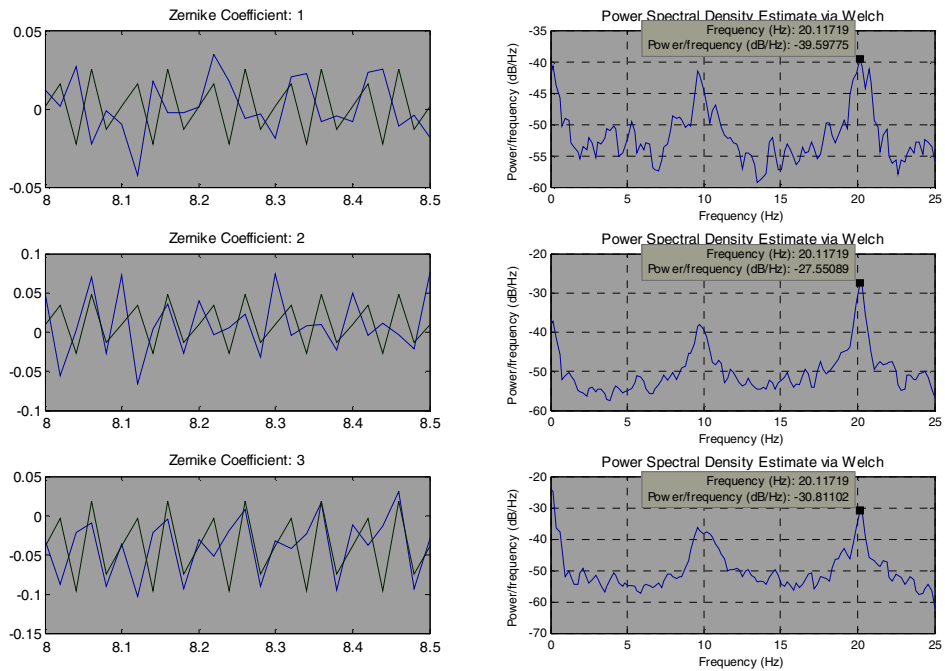 Zernike Coefficient: 1
0.05
0
-0.05
8 8.1 8.2 8.3 8.4 8.5
Power Spectral Density Estimate via Welch
Frequency (Hz): 20.11719
Power/frequency (dB/Hz): -39.59775
Power/frequency (dB/Hz)
-35
-40
-45
-50
-55
-60
0 5 10 15 20 25
Frequency (Hz)
Zernike Coefficient: 2
0.1
0.05
0
-0.05
-0.1
8 8.1 8.2 8.3 8.4 8.5
Power Spectral Density Estimate via Welch
Frequency (Hz): 20.11719
Power/frequency (dB/Hz): -27.55089
Power/frequency (dB/Hz)
-20
-30
-40
-50
-60
0 5 10 15 20 25
Frequency (Hz)
Zernike Coefficient: 3
0.05
0
-0.05
-0.1
-0.15
8 8.1 8.2 8.3 8.4 8.5
Power Spectral Density Estimate via Welch
Frequency (Hz): 20.11719
Power/frequency (dB/Hz): -30.81102
Power/frequency (dB/Hz)
-20
-30
-40
-50
-60
-70
0 5 10 15 20 25
Frequency (Hz)